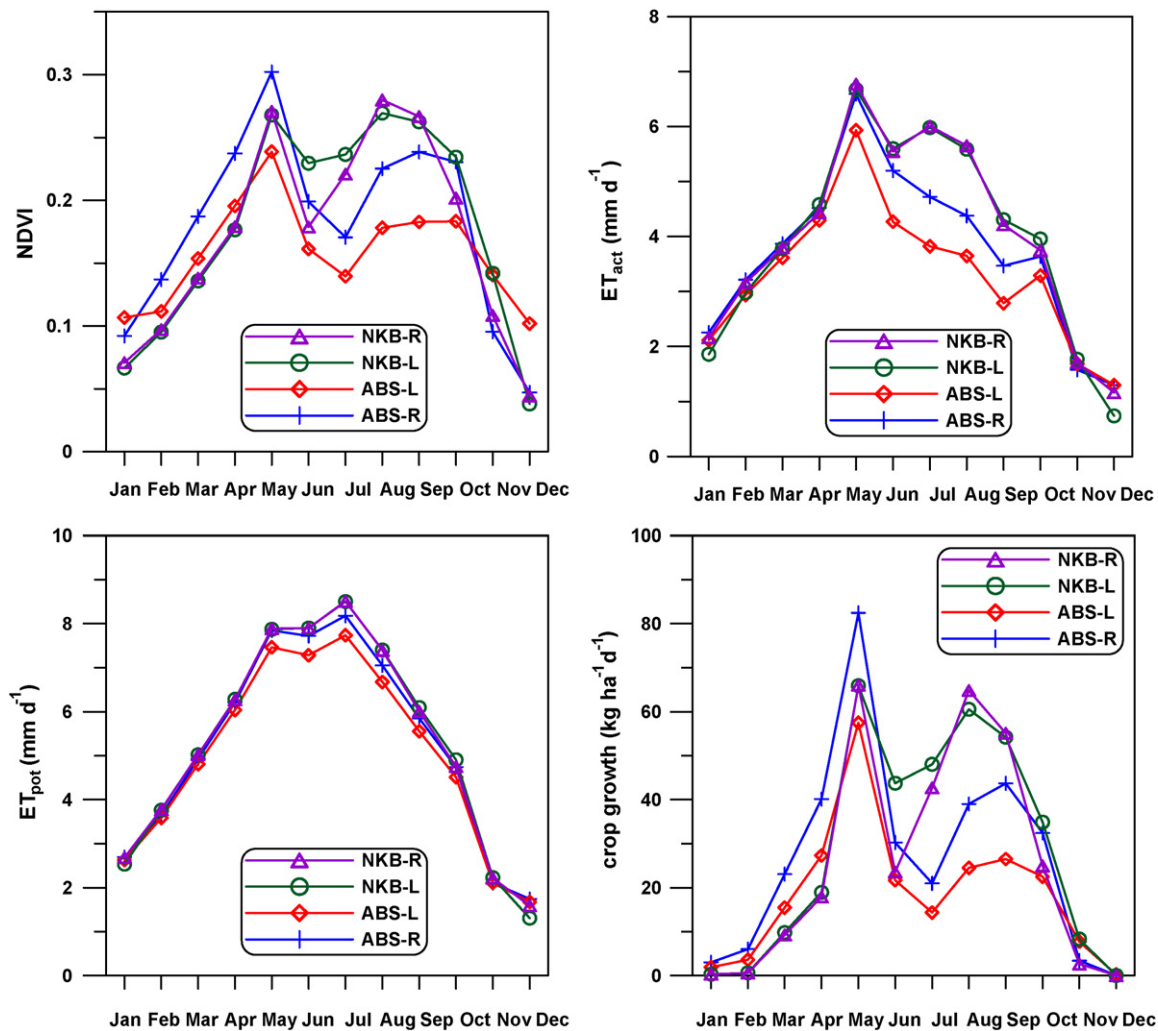 NDVI
0.3
0.2
0.1
0
NKB-R
NKB-L
ABS-L
ABS-R
Jan Feb Mar Apr May Jun Jul Aug Sep Oct Nov Dec
ETact (mm d-1)
8
6
4
2
0
NKB-R
NKB-L
ABS-L
ABS-R
Jan Feb Mar Apr May Jun Jul Aug Sep Oct Nov Dec
ETpot (mm d-1)
10
8
6
4
2
0
NKB-R
NKB-L
ABS-L
ABS-R
Jan Feb Mar Apr May Jun Jul Aug Sep Oct Nov Dec
crop growth (kg ha-1 d-1)
100
80
60
40
20
0
NKB-R
NKB-L
ABS-L
ABS-R
Jan Feb Mar Apr May Jun Jul Aug Sep Oct Nov Dec